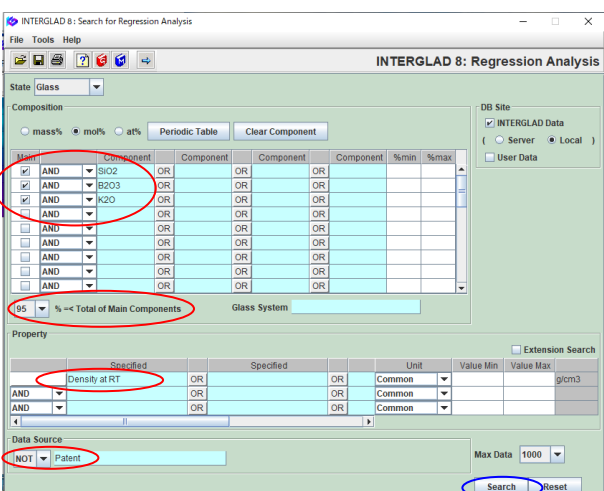 INTERGLAD 8: Search for Regression Analysis
File Tools Help
INTERGLAD 8: Regression Analysis
State Glass
Composition
mass% mol% at% Periodic Table Clear Component
DB Site
INTERGLAD Data
( Server Local )
User Data
Main Component Component Component Component %min %max
AND SiO2 OR OR OR
AND B2O3 OR OR OR
AND K2O OR OR OR
AND OR OR OR
AND OR OR OR
AND OR OR OR
AND OR OR OR
AND OR OR OR
AND OR OR OR
95 % =< Total of Main Components Glass System
Property
Extension Search
Specified Specified Unit Value Min Value Max
Density at RT OR OR Common g/cm3
AND OR OR Common
AND OR OR Common
Data Source
NOT Patent
Max Data 1000
Search Reset